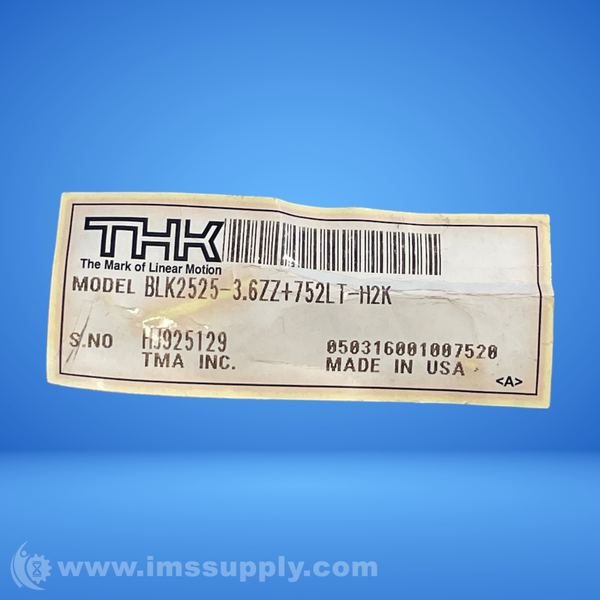 THK
The Mark of Linear Motion
MODEL BLK2525-3.6ZZ+752LT-H2K
S.NO HJ925129 050316001007520
TMA INC. MADE IN USA <A>
www.imssupply.com